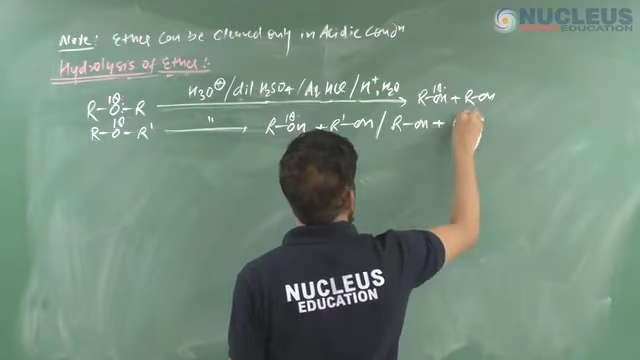 NUCLEUS
EDUCATION
Note: Ether can be cleaved only in Acidic Condⁿ
Hydrolysis of Ether:
R-Ö¹⁸-R H₃O⊕/dil H₂SO₄/Aq HCl/H⁺, H₂O R-¹⁸OH + R-OH
R-¹⁸O-R' " R-¹⁸OH + R'-OH / R-OH +
NUCLEUS
EDUCATION